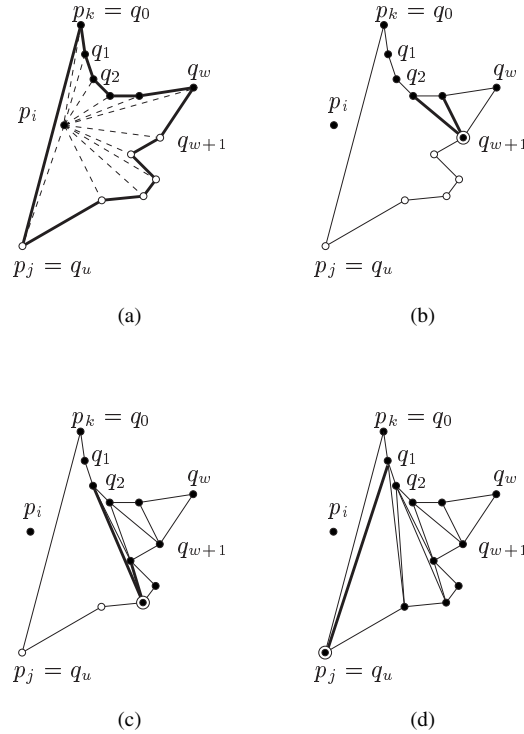 p_k = q_0
q_1
q_2
q_w
p_i
q_{w+1}
p_j = q_u
(a)
p_k = q_0
q_1
q_2
q_w
p_i
q_{w+1}
p_j = q_u
(b)
p_k = q_0
q_1
q_2
q_w
p_i
q_{w+1}
p_j = q_u
(c)
p_k = q_0
q_1
q_2
q_w
p_i
q_{w+1}
p_j = q_u
(d)